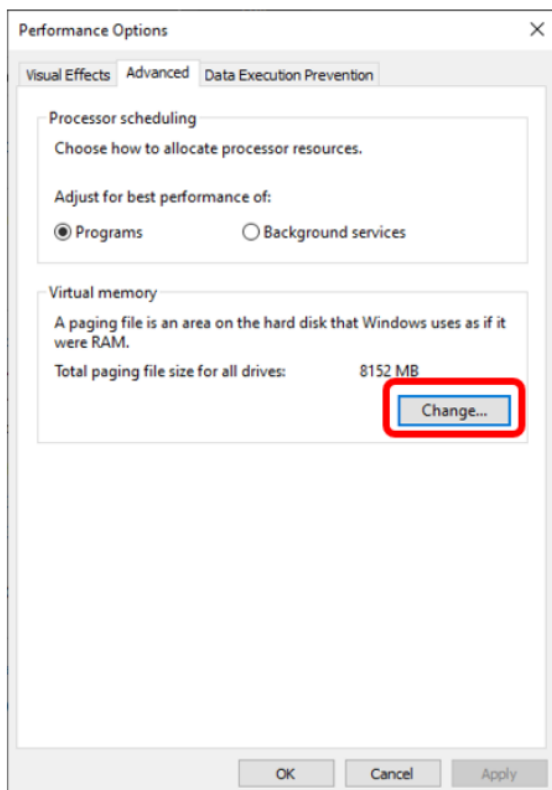 Performance Options
Visual Effects
Advanced
Data Execution Prevention
Processor scheduling
Choose how to allocate processor resources.
Adjust for best performance of:
Programs
Background services
Virtual memory
A paging file is an area on the hard disk that Windows uses as if it
were RAM.
Total paging file size for all drives: 8152 MB
Change...
OK
Cancel
Apply